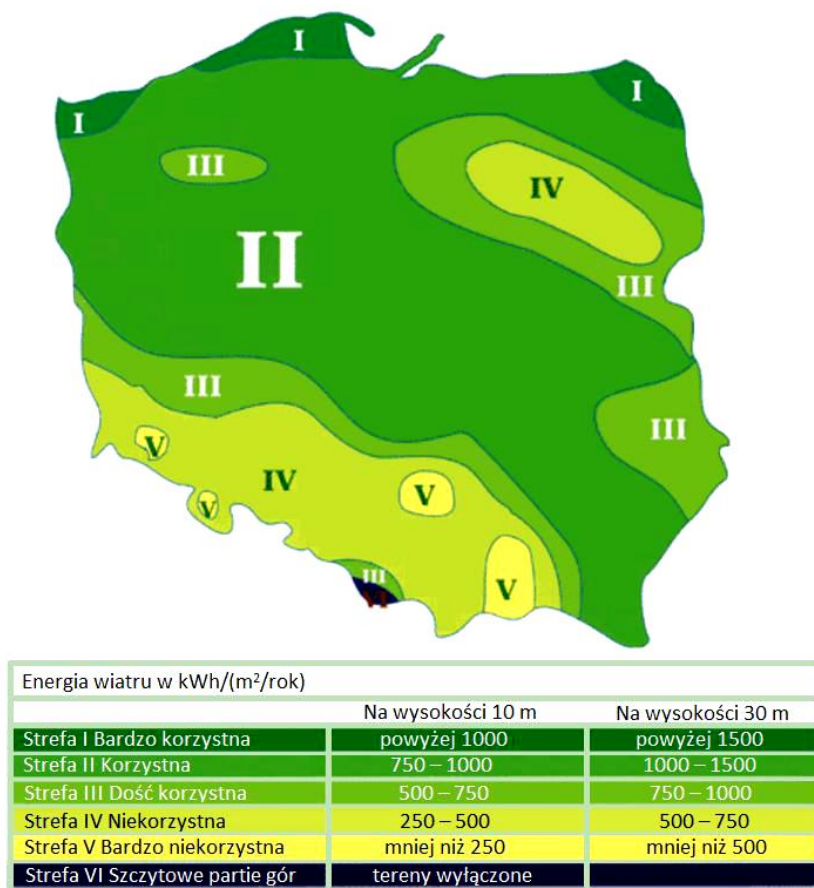 I
I
I
III
IV
II
III
III
III
V
IV
V
V
III
VI
V
Energia wiatru w kWh/(m²/rok)
Na wysokości 10 m Na wysokości 30 m
Strefa I Bardzo korzystna powyżej 1000 powyżej 1500
Strefa II Korzystna 750 – 1000 1000 – 1500
Strefa III Dość korzystna 500 – 750 750 – 1000
Strefa IV Niekorzystna 250 – 500 500 – 750
Strefa V Bardzo niekorzystna mniej niż 250 mniej niż 500
Strefa VI Szczytowe partie gór tereny wyłączone